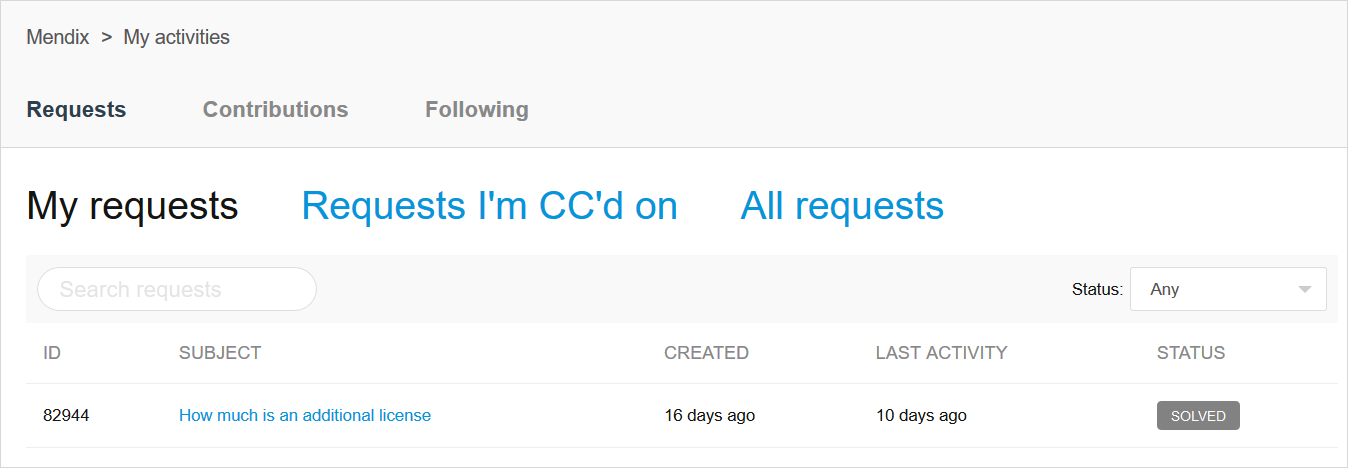 Mendix > My activities
Requests Contributions Following
My requests Requests I'm CC'd on All requests
Search requests Status: Any
ID SUBJECT CREATED LAST ACTIVITY STATUS
82944 How much is an additional license 16 days ago 10 days ago SOLVED